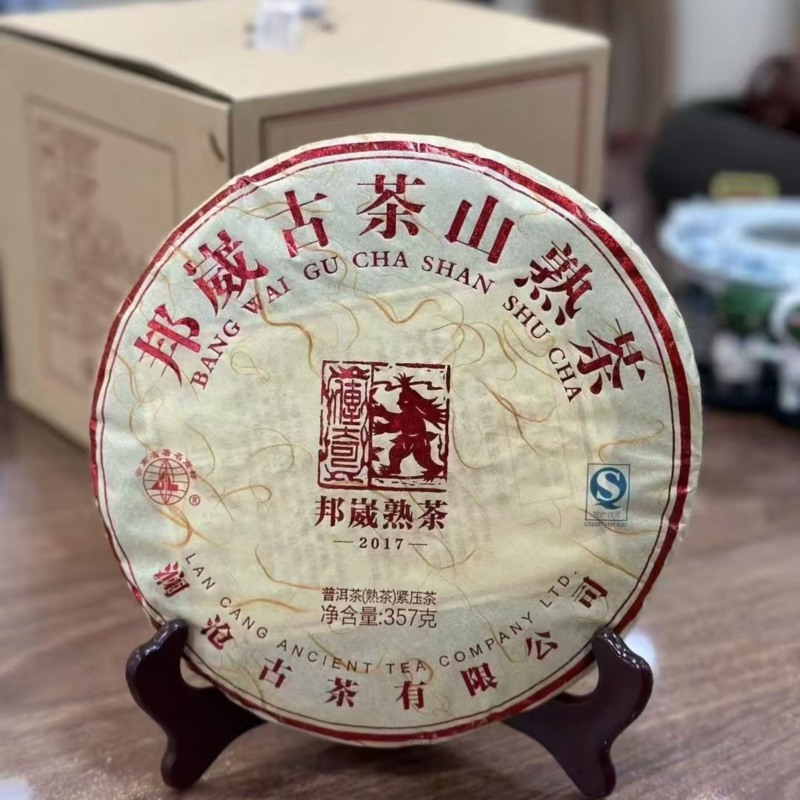 邦崴古茶山熟茶
BANG WAI GU CHA SHAN SHU CHA
傳奇
邦崴熟茶
—2017—
®
S
普洱茶(熟茶)紧压茶
净含量:357克
LAN CANG ANCIENT TEA COMPANY LTD.
澜沧古茶有限公司